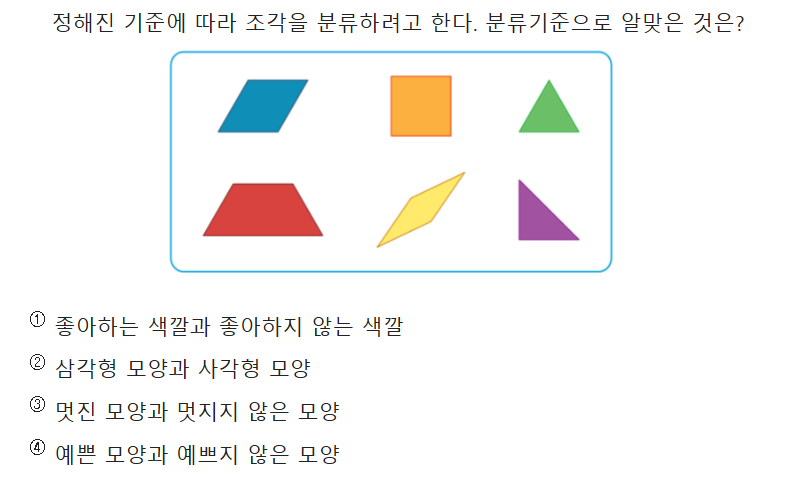 정해진 기준에 따라 조각을 분류하려고 한다. 분류기준으로 알맞은 것은?
① 좋아하는 색깔과 좋아하지 않는 색깔
② 삼각형 모양과 사각형 모양
③ 멋진 모양과 멋지지 않은 모양
④ 예쁜 모양과 예쁘지 않은 모양